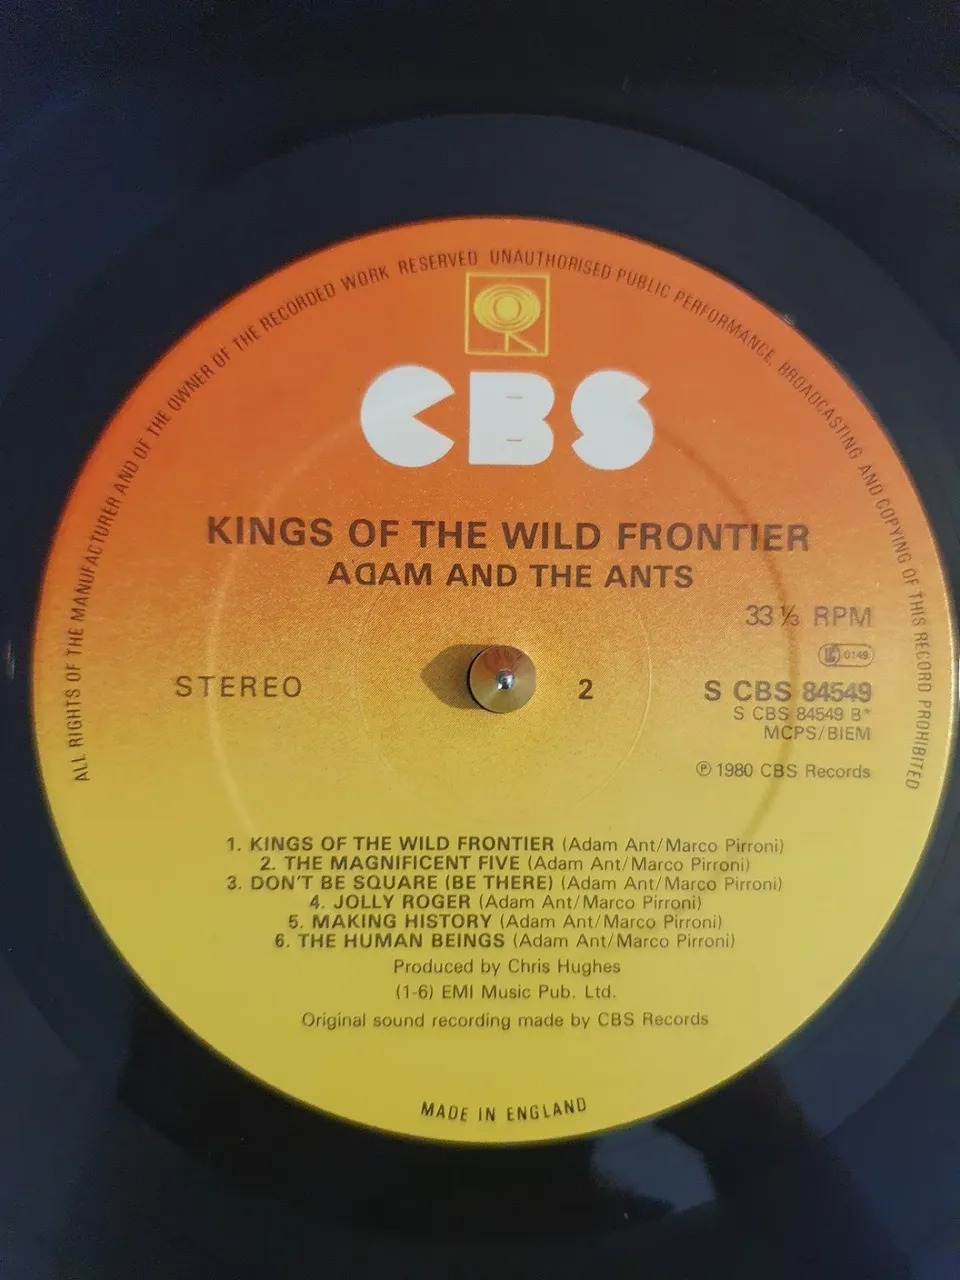 ALL RIGHTS OF THE MANUFACTURER AND OF THE OWNER OF THE RECORDED WORK RESERVED UNAUTHORISED PUBLIC PERFORMANCE, BROADCASTING AND COPYING OF THIS RECORD PROHIBITED
CBS
KINGS OF THE WILD FRONTIER
ADAM AND THE ANTS
33⅓ RPM
LC 0149
STEREO
2
S CBS 84549
S CBS 84549 B*
MCPS/BIEM
℗ 1980 CBS Records
1. KINGS OF THE WILD FRONTIER (Adam Ant/Marco Pirroni)
2. THE MAGNIFICENT FIVE (Adam Ant/Marco Pirroni)
3. DON'T BE SQUARE (BE THERE) (Adam Ant/Marco Pirroni)
4. JOLLY ROGER (Adam Ant/Marco Pirroni)
5. MAKING HISTORY (Adam Ant/Marco Pirroni)
6. THE HUMAN BEINGS (Adam Ant/Marco Pirroni)
Produced by Chris Hughes
(1-6) EMI Music Pub. Ltd.
Original sound recording made by CBS Records
MADE IN ENGLAND